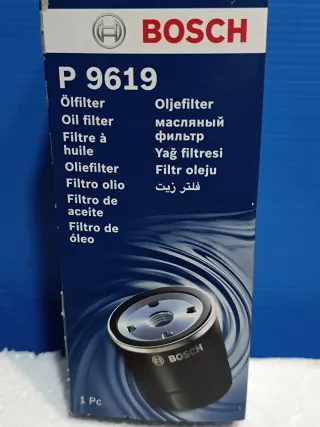 BOSCH
P 9619
Ölfilter
Oil filter
Filtre à
huile
Oliefilter
Filtro olio
Filtro de
aceite
Filtro de
óleo
Oljefilter
масляный
фильтр
Yağ filtresi
Filtr oleju
فلتر زيت
BOSCH
1 Pc